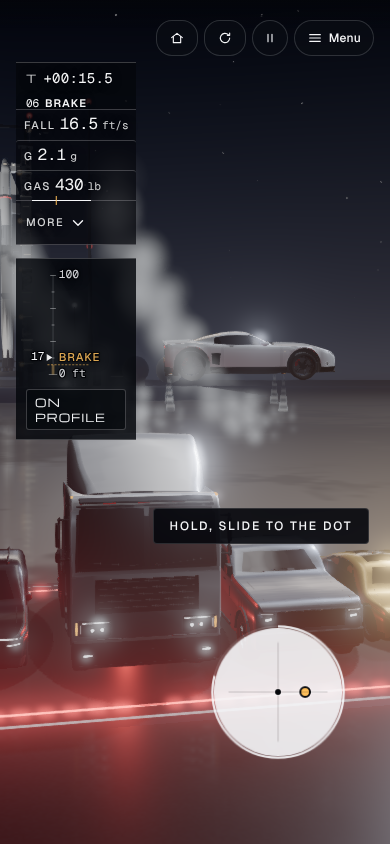 Menu
T +00:15.5
06 BRAKE
FALL 16.5 ft/s
G 2.1 g
GAS 430 lb
MORE
100
17 BRAKE
0 ft
ON
PROFILE
HOLD, SLIDE TO THE DOT